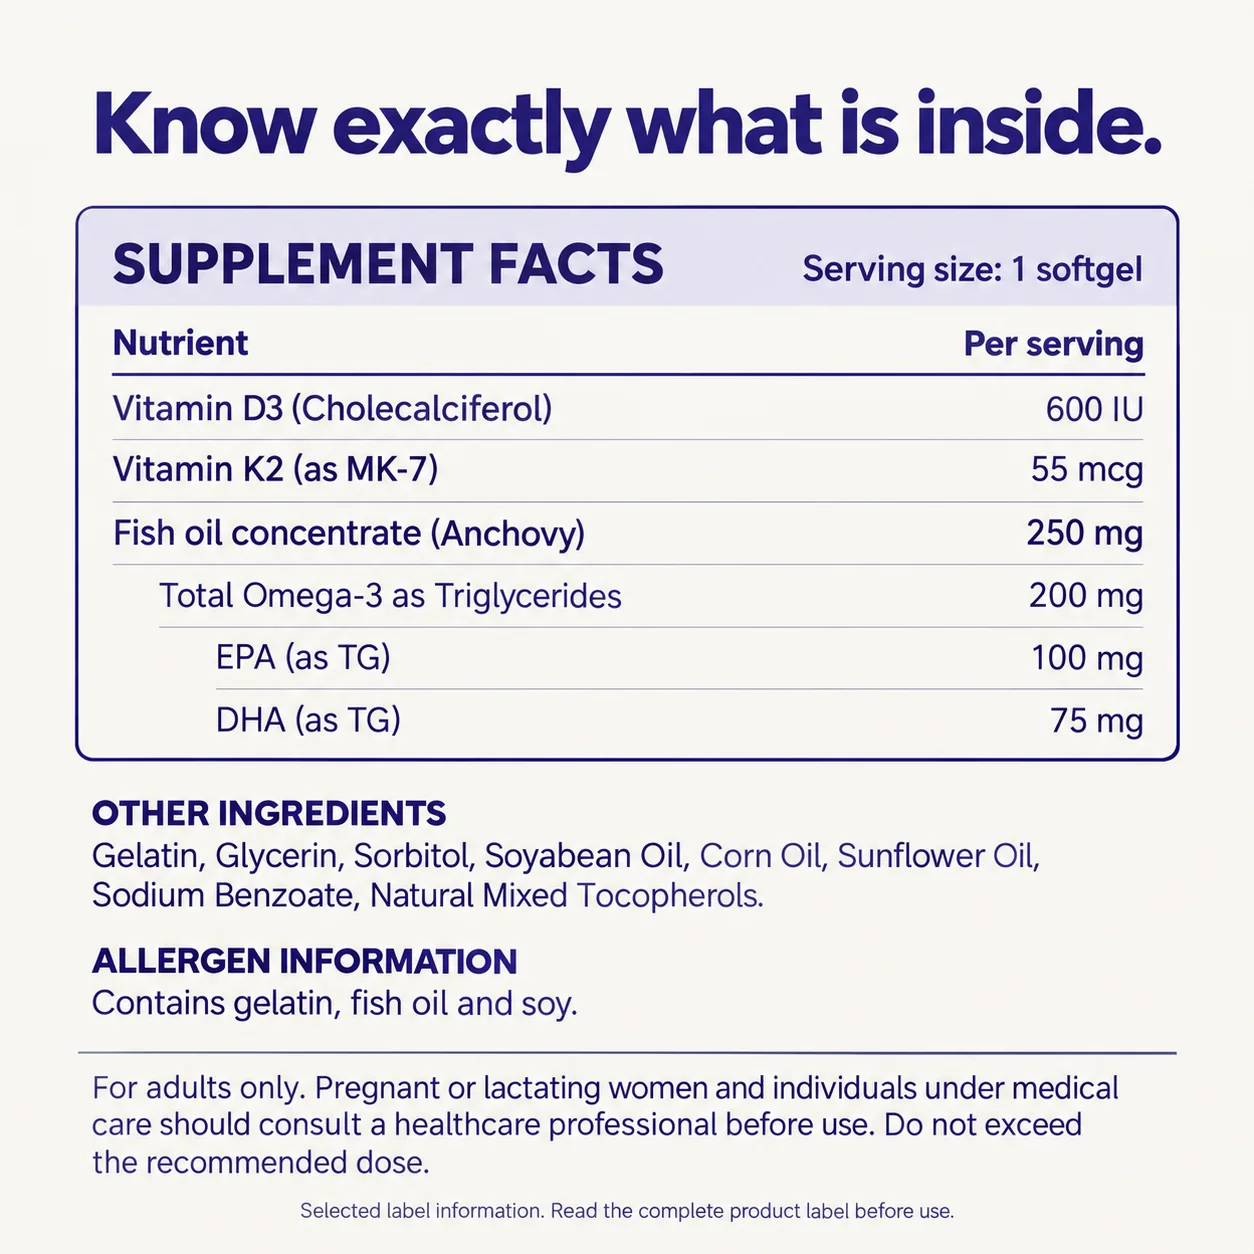 Know exactly what is inside.
SUPPLEMENT FACTS Serving size: 1 softgel
Nutrient Per serving
Vitamin D3 (Cholecalciferol) 600 IU
Vitamin K2 (as MK-7) 55 mcg
Fish oil concentrate (Anchovy) 250 mg
Total Omega-3 as Triglycerides 200 mg
EPA (as TG) 100 mg
DHA (as TG) 75 mg
OTHER INGREDIENTS
Gelatin, Glycerin, Sorbitol, Soyabean Oil, Corn Oil, Sunflower Oil,
Sodium Benzoate, Natural Mixed Tocopherols.
ALLERGEN INFORMATION
Contains gelatin, fish oil and soy.
For adults only. Pregnant or lactating women and individuals under medical
care should consult a healthcare professional before use. Do not exceed
the recommended dose.
Selected label information. Read the complete product label before use.